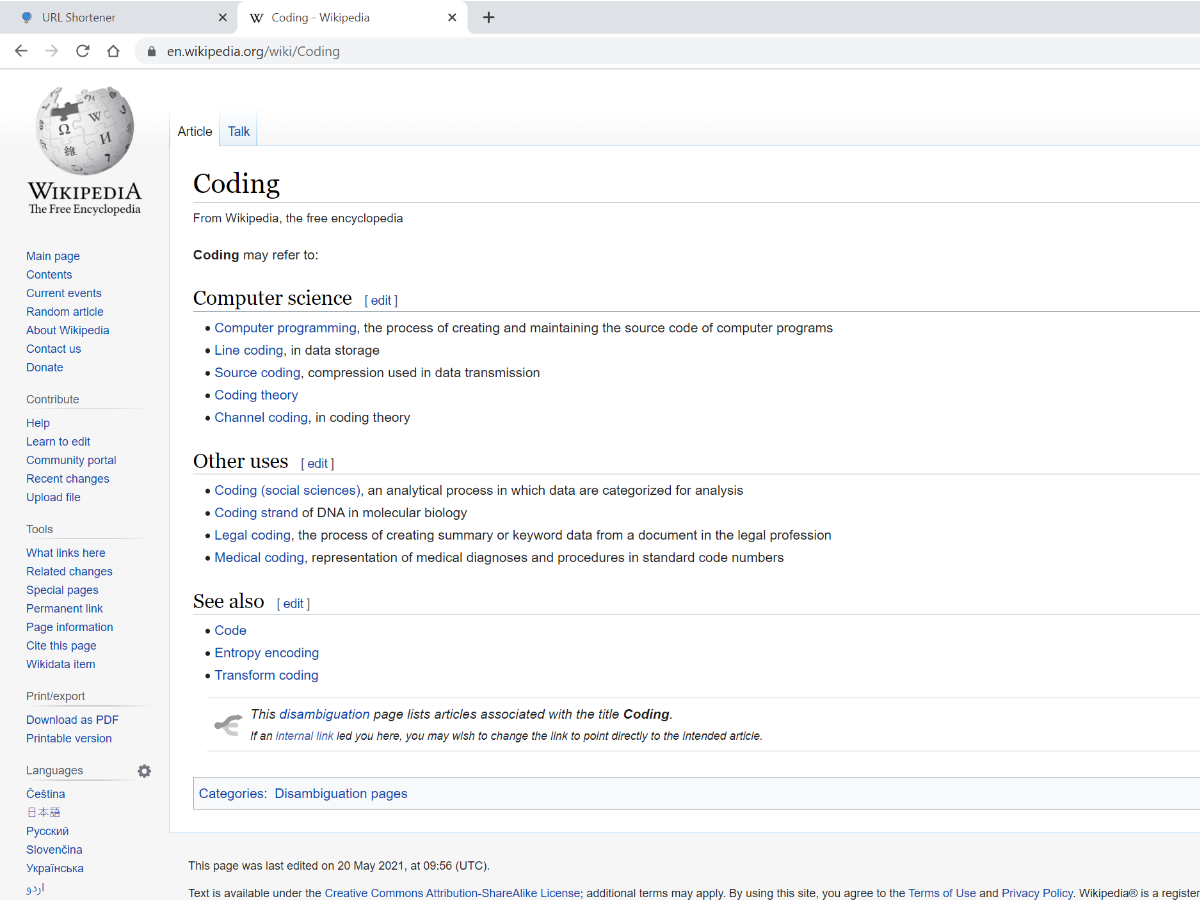 URL Shortener
Coding - Wikipedia
en.wikipedia.org/wiki/Coding
WIKIPEDIA
The Free Encyclopedia
Main page
Contents
Current events
Random article
About Wikipedia
Contact us
Donate
Contribute
Help
Learn to edit
Community portal
Recent changes
Upload file
Tools
What links here
Related changes
Special pages
Permanent link
Page information
Cite this page
Wikidata item
Print/export
Download as PDF
Printable version
Languages
Čeština
日本語
Русский
Slovenčina
Українська
اردو
Article Talk
Coding
From Wikipedia, the free encyclopedia
Coding may refer to:
Computer science [ edit ]
• Computer programming, the process of creating and maintaining the source code of computer programs
• Line coding, in data storage
• Source coding, compression used in data transmission
• Coding theory
• Channel coding, in coding theory
Other uses [ edit ]
• Coding (social sciences), an analytical process in which data are categorized for analysis
• Coding strand of DNA in molecular biology
• Legal coding, the process of creating summary or keyword data from a document in the legal profession
• Medical coding, representation of medical diagnoses and procedures in standard code numbers
See also [ edit ]
• Code
• Entropy encoding
• Transform coding
This disambiguation page lists articles associated with the title Coding.
If an internal link led you here, you may wish to change the link to point directly to the intended article.
Categories: Disambiguation pages
This page was last edited on 20 May 2021, at 09:56 (UTC).
Text is available under the Creative Commons Attribution-ShareAlike License; additional terms may apply. By using this site, you agree to the Terms of Use and Privacy Policy. Wikipedia® is a register